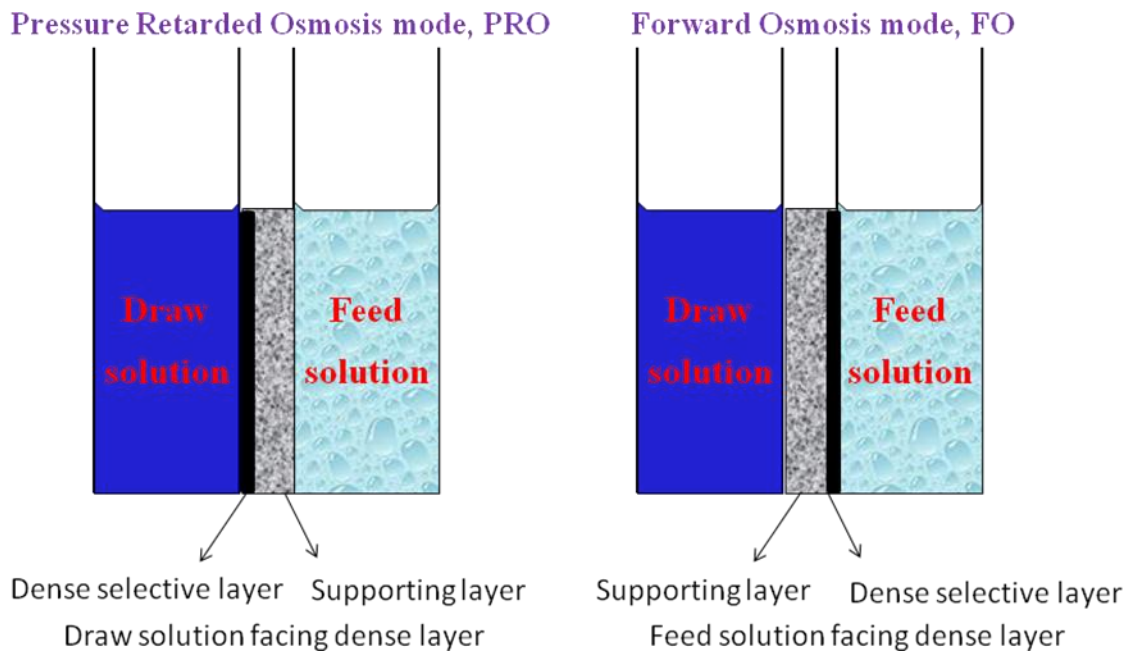 Pressure Retarded Osmosis mode, PRO
Forward Osmosis mode, FO
Draw
solution
Feed
solution
Draw
solution
Feed
solution
Dense selective layer
Supporting layer
Draw solution facing dense layer
Supporting layer
Dense selective layer
Feed solution facing dense layer